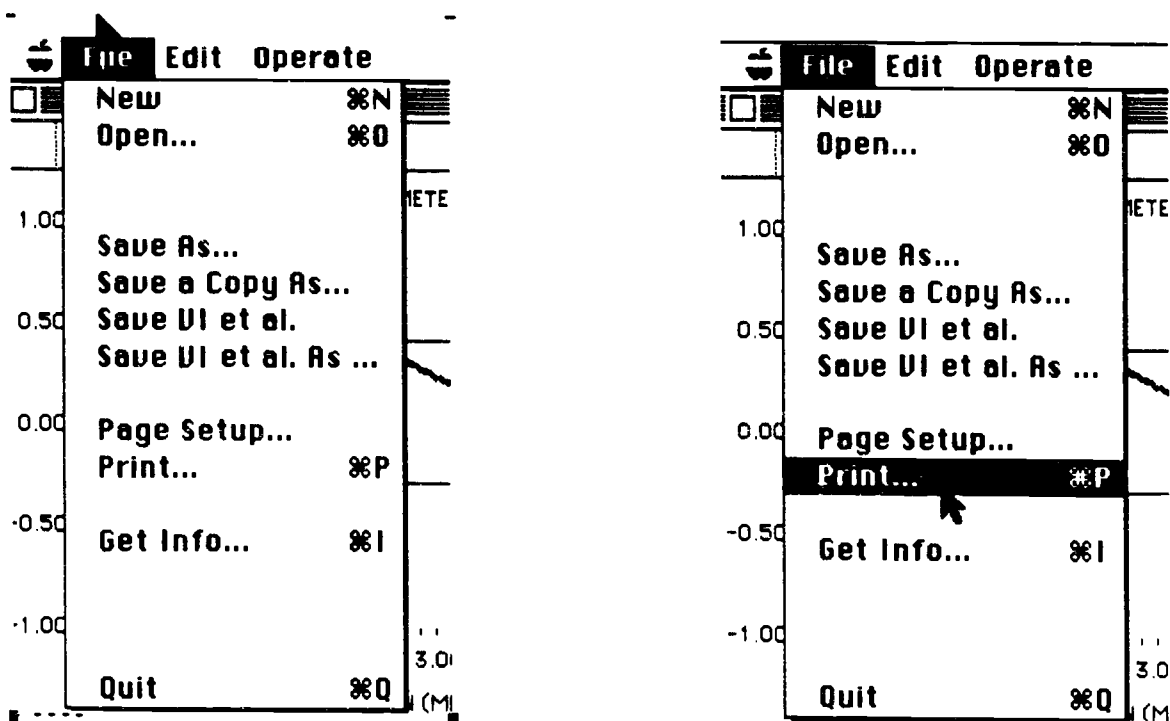 File Edit Operate
New ⌘N
Open... ⌘O
METE
1.00
Save As...
Save a Copy As...
0.50
Save VI et al.
Save VI et al. As ...
0.00
Page Setup...
Print... ⌘P
-0.50
Get Info... ⌘I
-1.00
3.0
Quit ⌘Q
(M
File Edit Operate
New ⌘N
Open... ⌘O
METE
1.00
Save As...
Save a Copy As...
0.50
Save VI et al.
Save VI et al. As ...
0.00
Page Setup...
Print... ⌘P
-0.50
Get Info... ⌘I
-1.00
3.0
Quit ⌘Q
(M